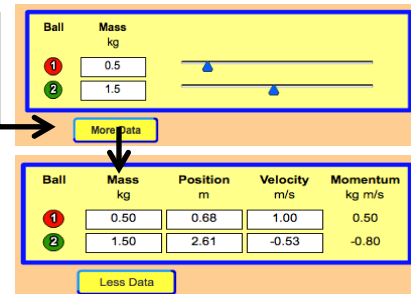 Ball Mass
kg
1 0.5
2 1.5
More Data
Ball Mass Position Velocity Momentum
kg m m/s kg m/s
1 0.50 0.68 1.00 0.50
2 1.50 2.61 -0.53 -0.80
Less Data